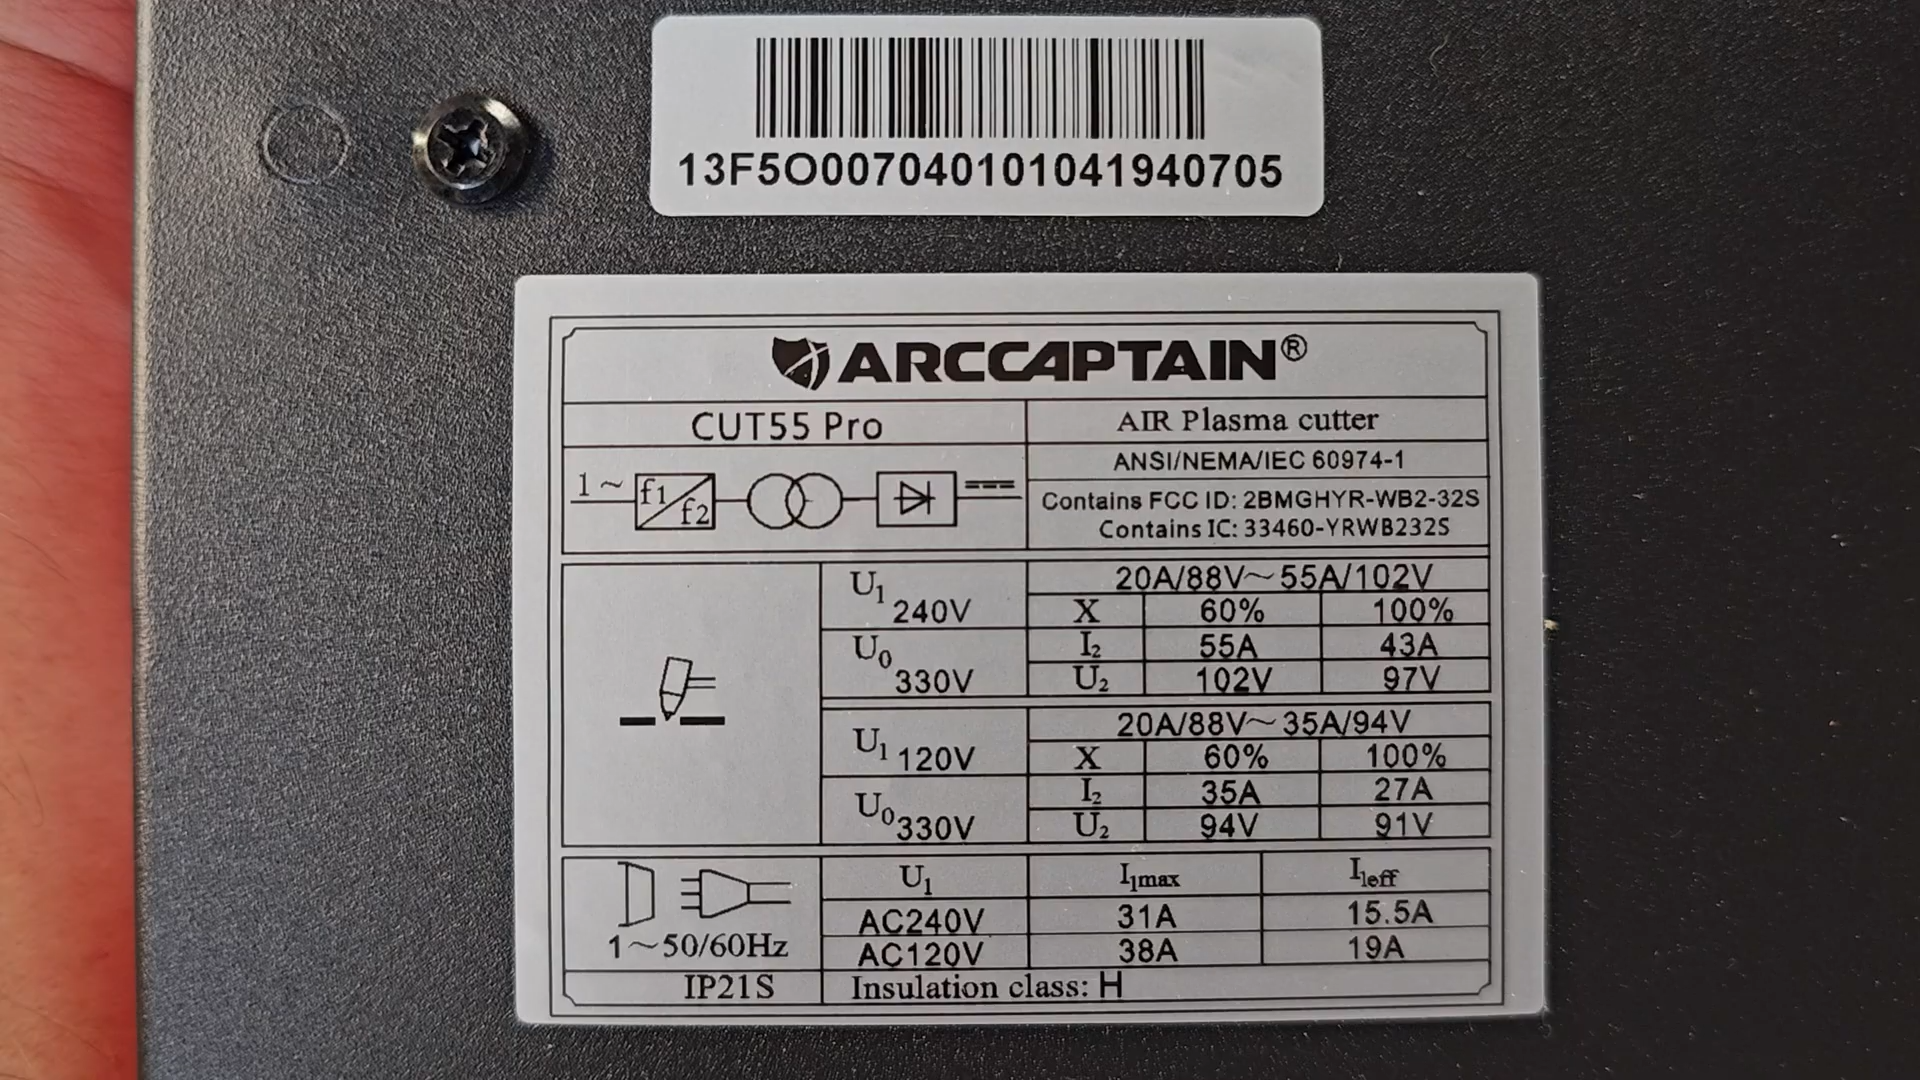 13F5O007040101041940705
ARCCAPTAIN®
CUT55 Pro
AIR Plasma cutter
ANSI/NEMA/IEC 60974-1
1~ f1 f2
Contains FCC ID: 2BMGHYR-WB2-32S
Contains IC: 33460-YRWB232S
U1 240V
20A/88V~55A/102V
X 60% 100%
U0 330V
I2 55A 43A
U2 102V 97V
U1 120V
20A/88V~35A/94V
X 60% 100%
U0 330V
I2 35A 27A
U2 94V 91V
1~50/60Hz
U1 I1max I1eff
AC240V 31A 15.5A
AC120V 38A 19A
IP21S Insulation class: H